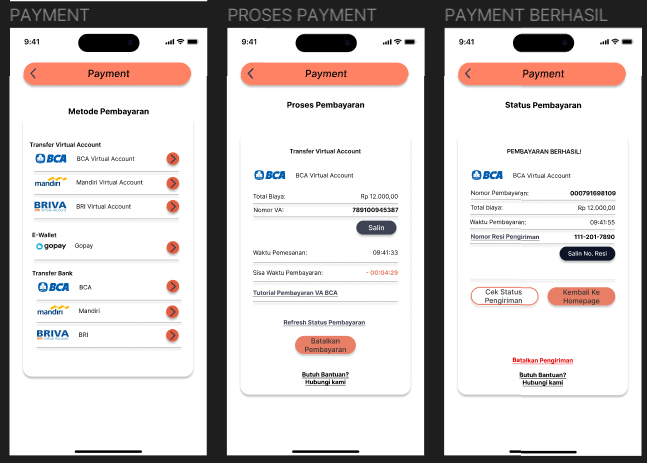 PAYMENT
9:41
Payment
Metode Pembayaran
Transfer Virtual Account
BCA BCA Virtual Account
mandiri Mandiri Virtual Account
BRIVA BRI Virtual Account
E-Wallet
gopay Gopay
Transfer Bank
BCA BCA
mandiri Mandiri
BRIVA BRI
PROSES PAYMENT
9:41
Payment
Proses Pembayaran
Transfer Virtual Account
BCA BCA Virtual Account
Total Biaya: Rp 12.000,00
Nomor VA: 789100945387
Salin
Waktu Pemesanan: 09:41:33
Sisa Waktu Pembayaran: - 00:04:29
Tutorial Pembayaran VA BCA
Refresh Status Pembayaran
Batalkan
Pembayaran
Butuh Bantuan?
Hubungi kami
PAYMENT BERHASIL
9:41
Payment
Status Pembayaran
PEMBAYARAN BERHASIL!
BCA BCA Virtual Account
Nomor Pembayaran: 000791698109
Total biaya: Rp 12.000,00
Waktu Pembayaran: 09:41:55
Nomor Resi Pengiriman 111-201-7890
Salin No. Resi
Cek Status
Pengiriman
Kembali Ke
Homepage
Batalkan Pengiriman
Butuh Bantuan?
Hubungi kami